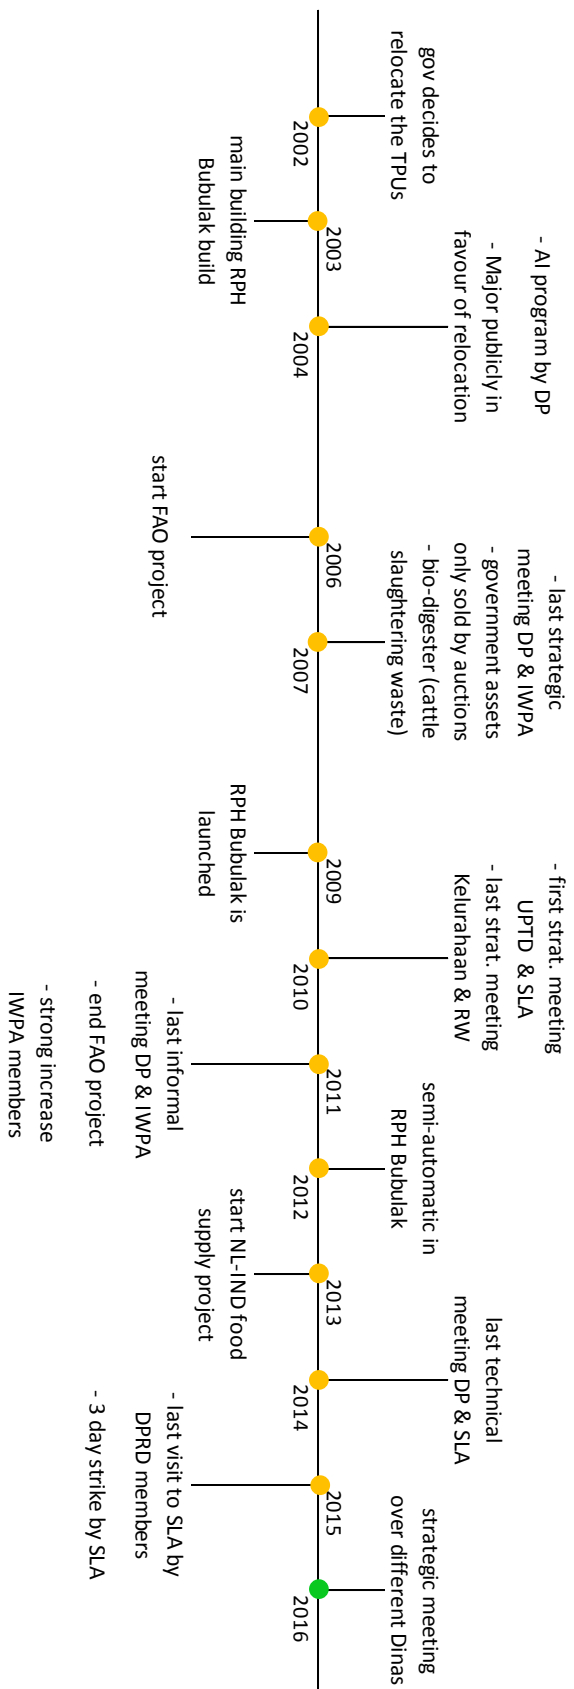 gov decides to
relocate the TPUs
2002
main building RPH
Bubulak build
2003
- AI program by DP
- Major publicly in
favour of relocation
2004
start FAO project
2006
- last strategic
meeting DP & IWPA
- government assets
only sold by auctions
- bio-digester (cattle
slaughtering waste)
2007
RPH Bubulak is
launched
2009
- first strat. meeting
UPTD & SLA
- last strat. meeting
Kelurahaan & RW
2010
- last informal
meeting DP & IWPA
- end FAO project
- strong increase
IWPA members
2011
semi-automatic in
RPH Bubulak
2012
start NL-IND food
supply project
2013
last technical
meeting DP & SLA
2014
- last visit to SLA by
DPRD members
- 3 day strike by SLA
2015
strategic meeting
over different Dinas
2016